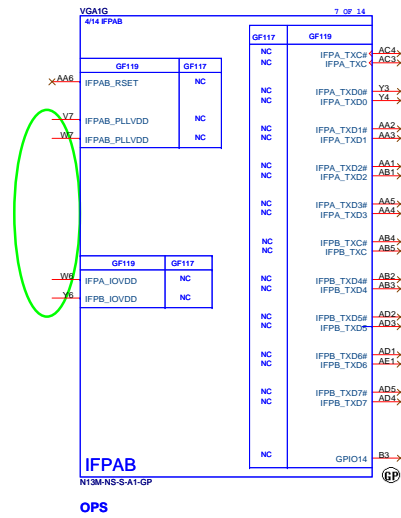 VGA1G 7 OF 14
4/14 IFPAB
GF119 GF117
AA6 IFPAB_RSET NC
V7 IFPAB_PLLVDD NC
W7 IFPAB_PLLVDD NC
GF119 GF117
W6 IFPA_IOVDD NC
Y6 IFPB_IOVDD NC
GF117 GF119
NC IFPA_TXC# AC4
NC IFPA_TXC AC3
NC IFPA_TXD0# Y3
NC IFPA_TXD0 Y4
NC IFPA_TXD1# AA2
NC IFPA_TXD1 AA3
NC IFPA_TXD2# AA1
NC IFPA_TXD2 AB1
NC IFPA_TXD3# AA5
NC IFPA_TXD3 AA4
NC IFPB_TXC# AB4
NC IFPB_TXC AB5
NC IFPB_TXD4# AB2
NC IFPB_TXD4 AB3
NC IFPB_TXD5# AD2
NC IFPB_TXD5 AD3
NC IFPB_TXD6# AD1
NC IFPB_TXD6 AE1
NC IFPB_TXD7# AD5
NC IFPB_TXD7 AD4
NC GPIO14 B3
IFPAB
GP
N13M-NS-S-A1-GP
OPS